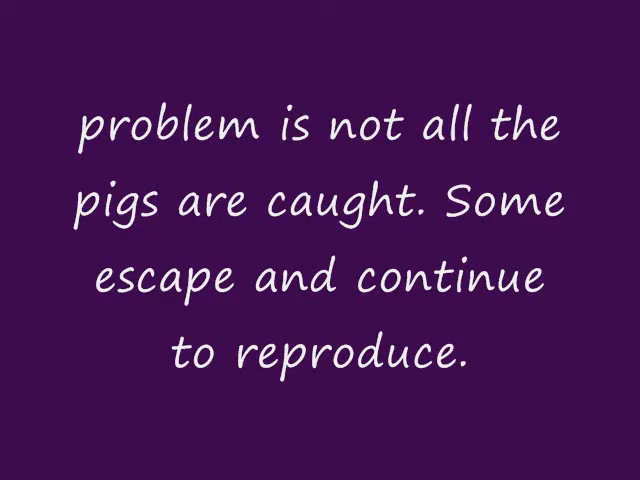 problem is not all the
pigs are caught. Some
escape and continue
to reproduce.